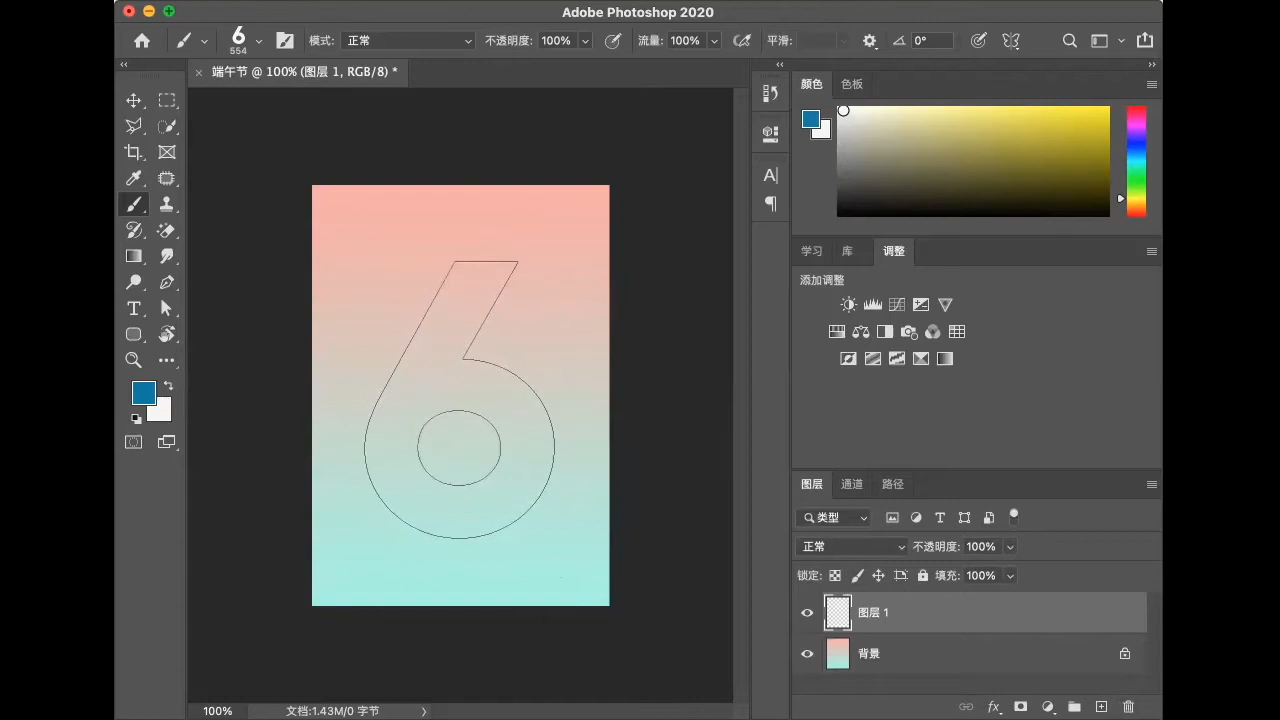 Adobe Photoshop 2020
6
554
模式: 正常
不透明度: 100%
流量: 100%
平滑:
0°
端午节 @ 100% (图层 1, RGB/8) *
颜色
色板
学习
库
调整
添加调整
6
图层
通道
路径
类型
正常
不透明度: 100%
锁定:
填充: 100%
图层 1
背景
100%
文档:1.43M/0 字节